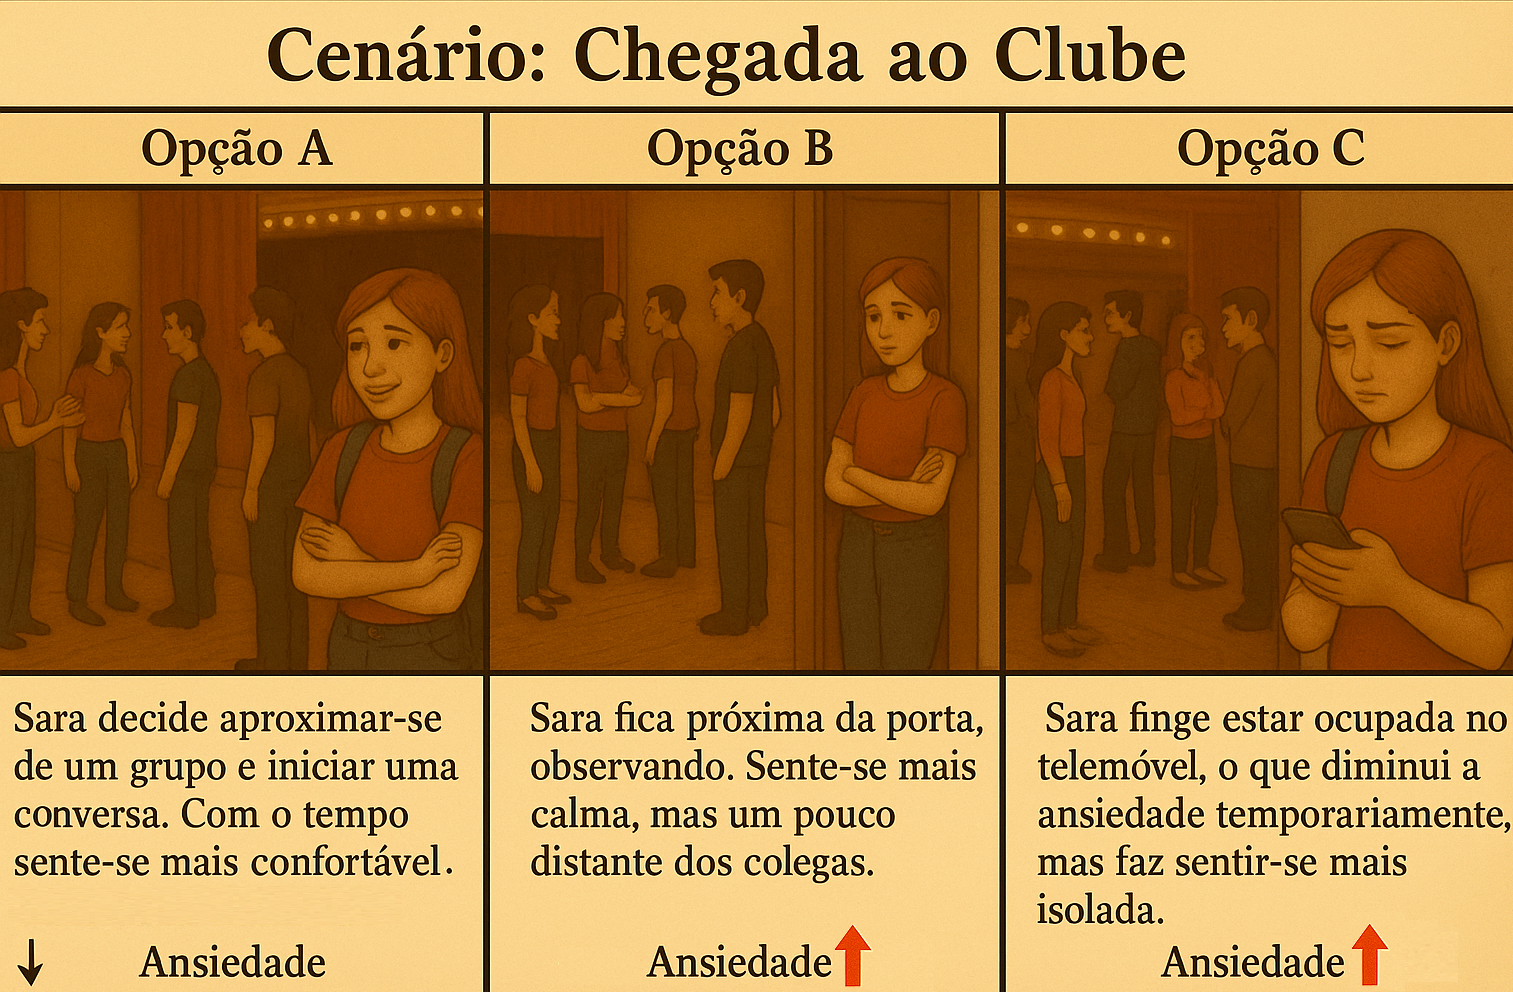 Cenário: Chegada ao Clube
Opção A
Opção B
Opção C
Sara decide aproximar-se
de um grupo e iniciar uma
conversa. Com o tempo
sente-se mais confortável.
↓ Ansiedade
Sara fica próxima da porta,
observando. Sente-se mais
calma, mas um pouco
distante dos colegas.
Ansiedade ↑
Sara finge estar ocupada no
telemóvel, o que diminui a
ansiedade temporariamente,
mas faz sentir-se mais
isolada.
Ansiedade ↑